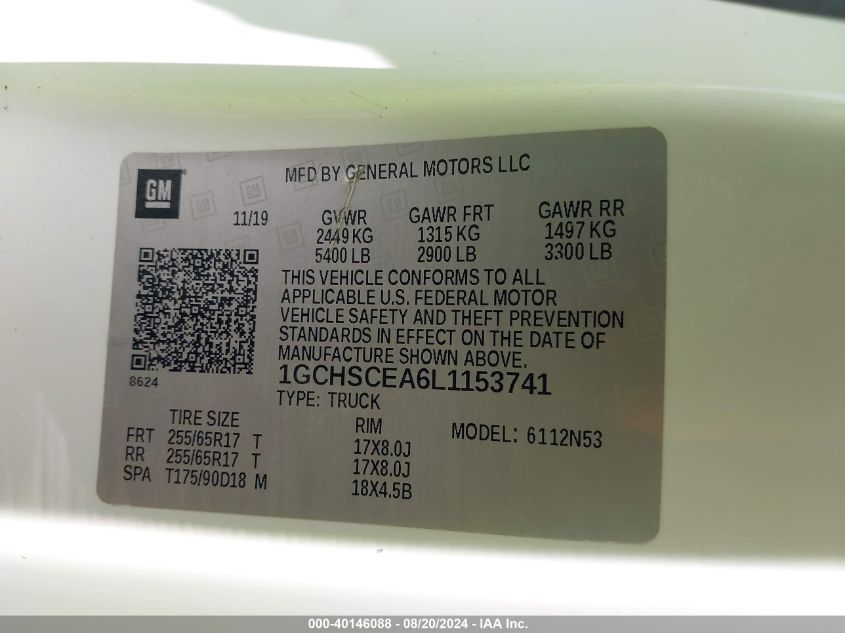 GM
MFD BY GENERAL MOTORS LLC
11/19
GVWR GAWR FRT GAWR RR
2449 KG 1315 KG 1497 KG
5400 LB 2900 LB 3300 LB
THIS VEHICLE CONFORMS TO ALL
APPLICABLE U.S. FEDERAL MOTOR
VEHICLE SAFETY AND THEFT PREVENTION
STANDARDS IN EFFECT ON THE DATE OF
MANUFACTURE SHOWN ABOVE.
8624
1GCHSCEA6L1153741
TYPE: TRUCK
TIRE SIZE RIM MODEL: 6112N53
FRT 255/65R17 T 17X8.0J
RR 255/65R17 T 17X8.0J
SPA T175/90D18 M 18X4.5B
000-40146088 - 08/20/2024 - IAA Inc.